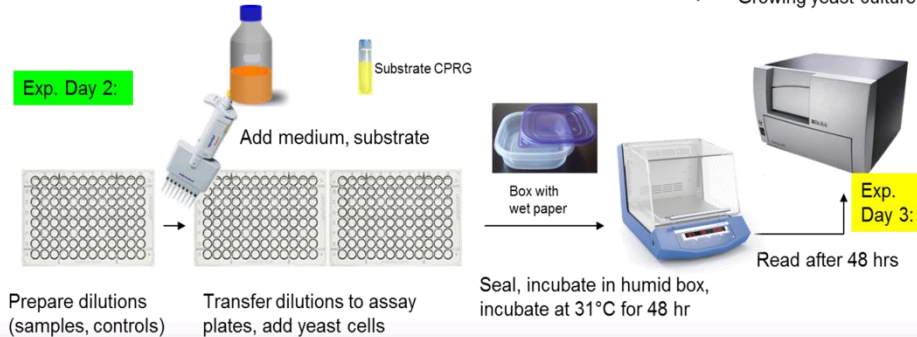 Growing yeast culture
Exp. Day 2:
Substrate CPRG
Add medium, substrate
Box with
wet paper
Exp.
Day 3:
Read after 48 hrs
Prepare dilutions
(samples, controls)
Transfer dilutions to assay
plates, add yeast cells
Seal, incubate in humid box,
incubate at 31°C for 48 hr